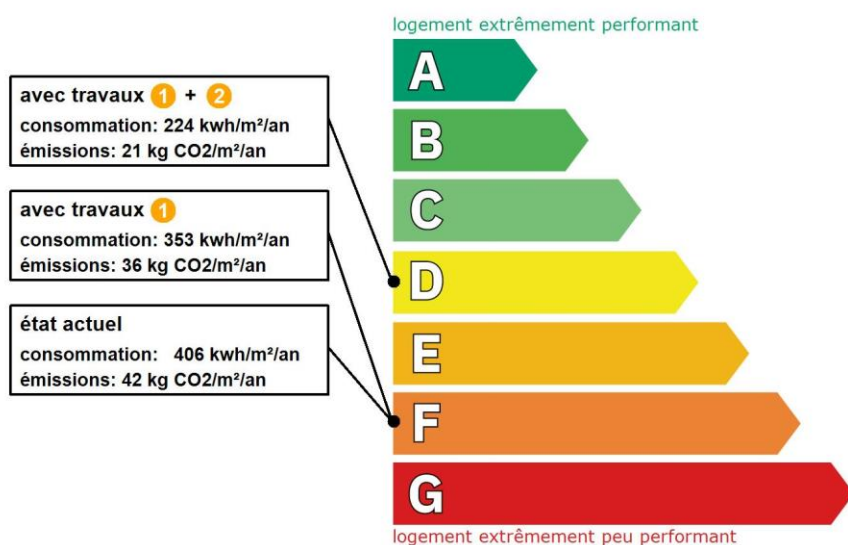 logement extrêmement performant
avec travaux 1 + 2
consommation: 224 kwh/m²/an
émissions: 21 kg CO2/m²/an
avec travaux 1
consommation: 353 kwh/m²/an
émissions: 36 kg CO2/m²/an
état actuel
consommation: 406 kwh/m²/an
émissions: 42 kg CO2/m²/an
A
B
C
D
E
F
G
logement extrêmement peu performant